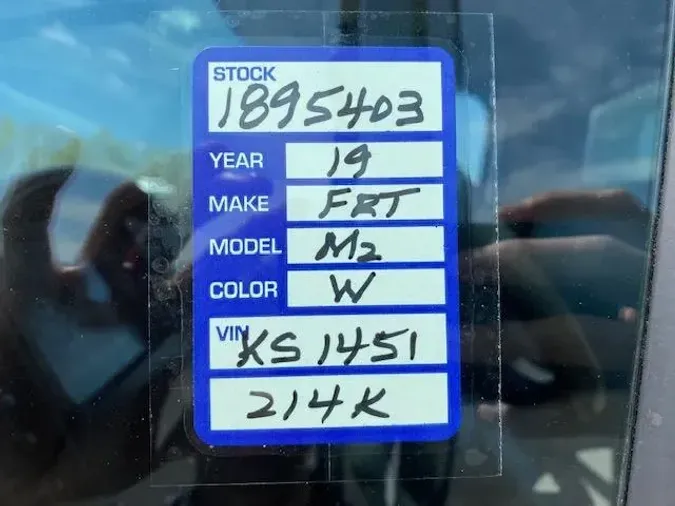 STOCK
1895403
YEAR 19
MAKE FRT
MODEL M2
COLOR W
VIN KS1451
214K